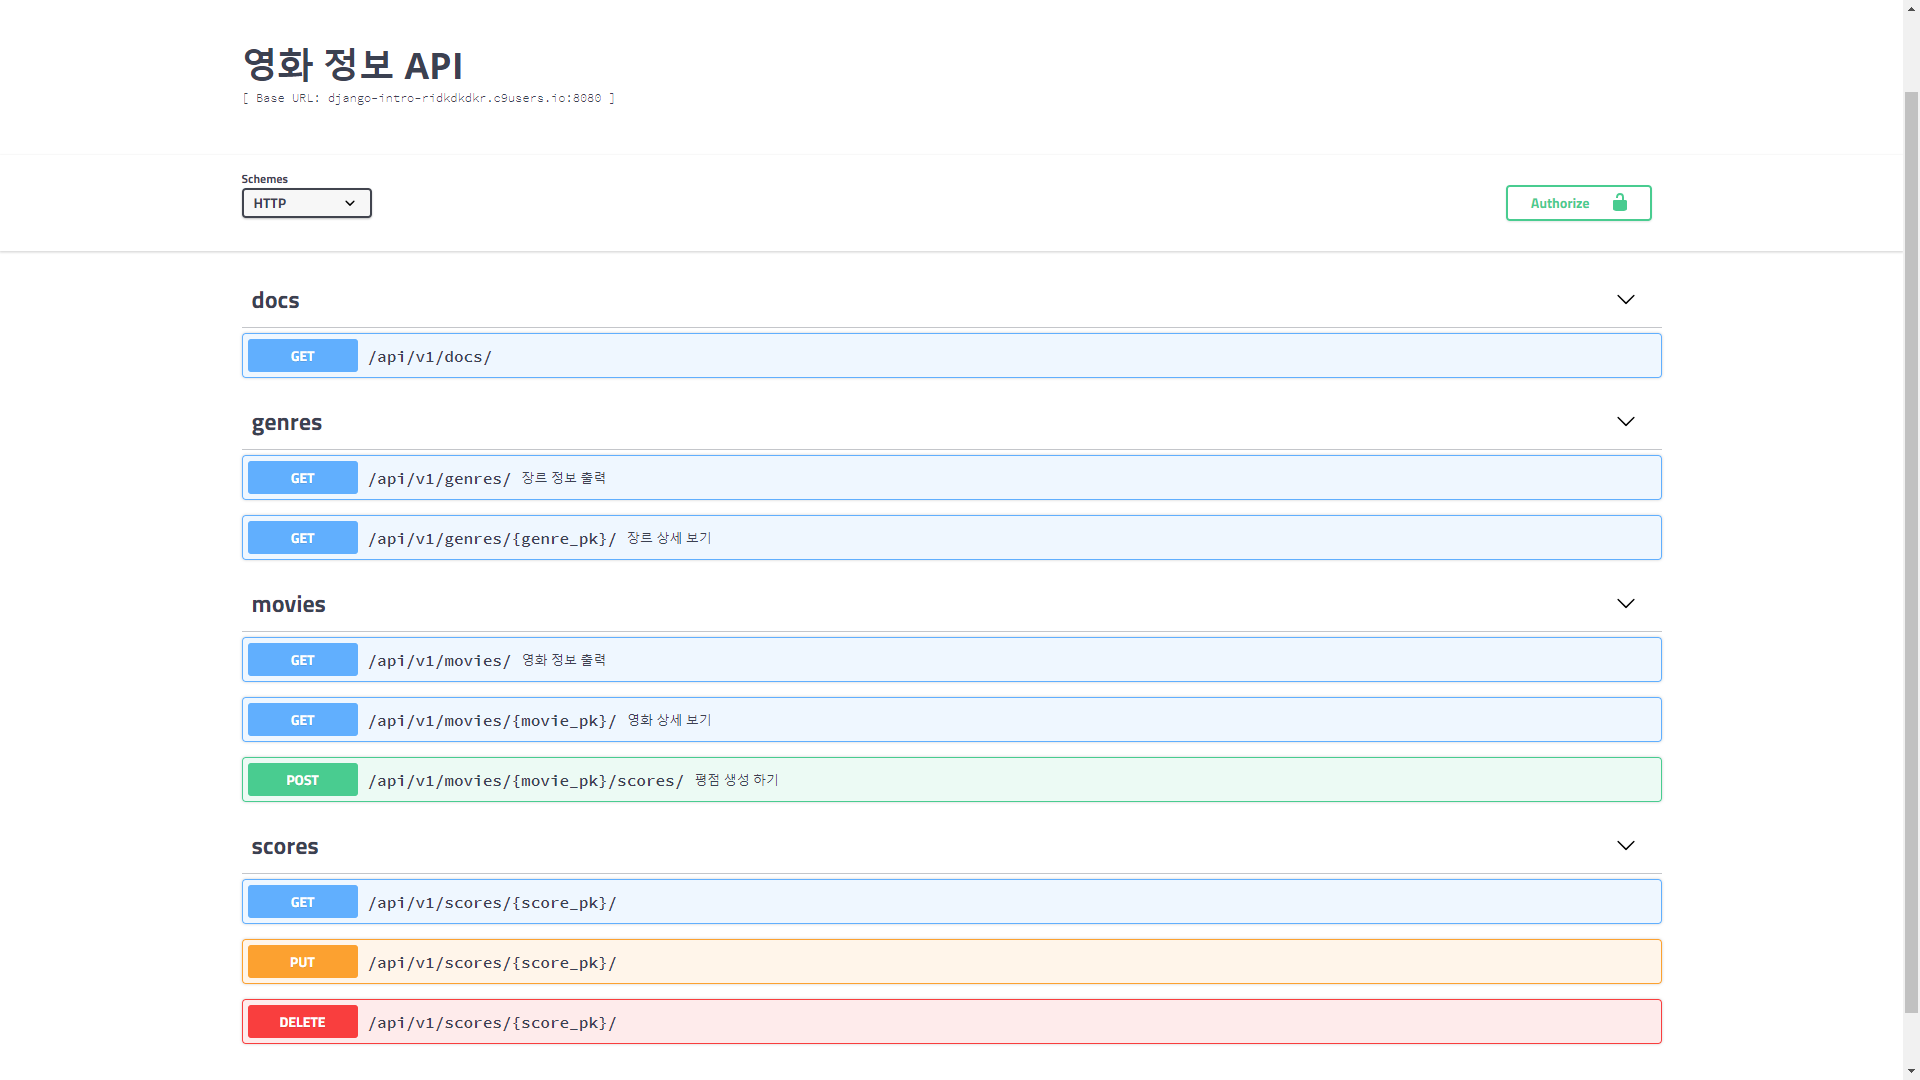 영화 정보 API
[ Base URL: django-intro-ridkdkdkr.c9users.io:8080 ]
Schemes
HTTP
Authorize
docs
GET /api/v1/docs/
genres
GET /api/v1/genres/ 장르 정보 출력
GET /api/v1/genres/{genre_pk}/ 장르 상세 보기
movies
GET /api/v1/movies/ 영화 정보 출력
GET /api/v1/movies/{movie_pk}/ 영화 상세 보기
POST /api/v1/movies/{movie_pk}/scores/ 평점 생성 하기
scores
GET /api/v1/scores/{score_pk}/
PUT /api/v1/scores/{score_pk}/
DELETE /api/v1/scores/{score_pk}/